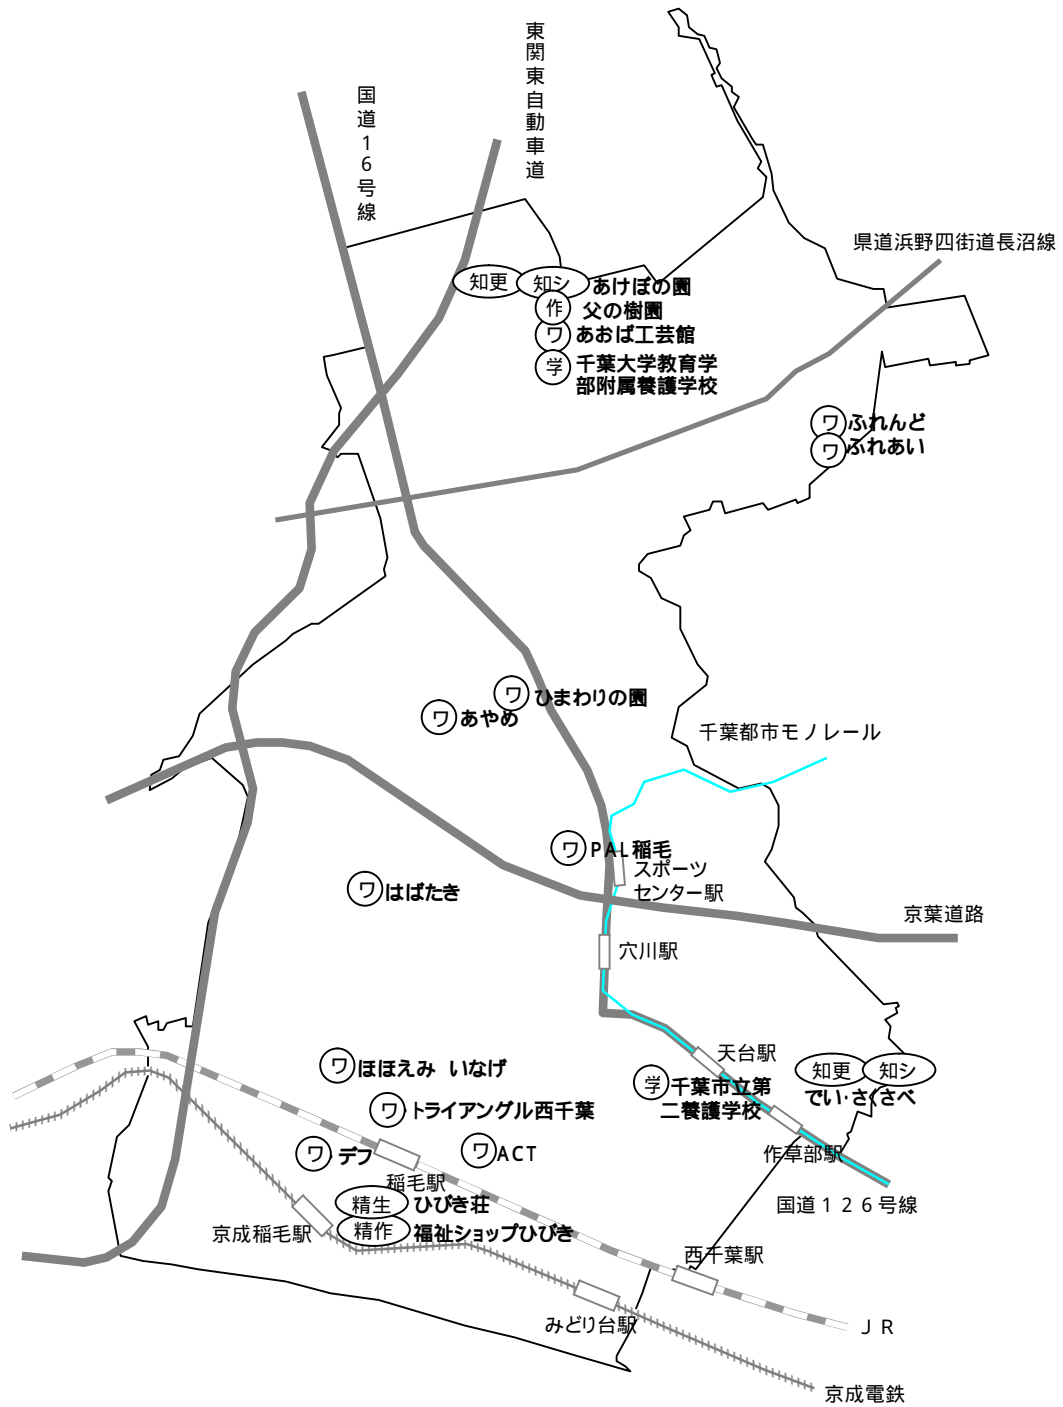 東関東自動車道
国道16号線
県道浜野四街道長沼線
知更 知シ あけぼの園
作 父の樹園
ワ あおば工芸館
学 千葉大学教育学
部附属養護学校
ワ ふれんど
ワ ふれあい
ワ ひまわりの園
ワ あやめ
千葉都市モノレール
ワ PAL稲毛
スポーツ
センター駅
ワ はばたき
京葉道路
穴川駅
天台駅
知更 知シ
でい・さくさべ
学 千葉市立第
二養護学校
ワ ほほえみ いなげ
ワ トライアングル西千葉
ワ ACT
ワ デフ
作草部駅
稲毛駅
精生 ひびき荘
国道126号線
精作 福祉ショップひびき
京成稲毛駅
西千葉駅
みどり台駅
JR
京成電鉄